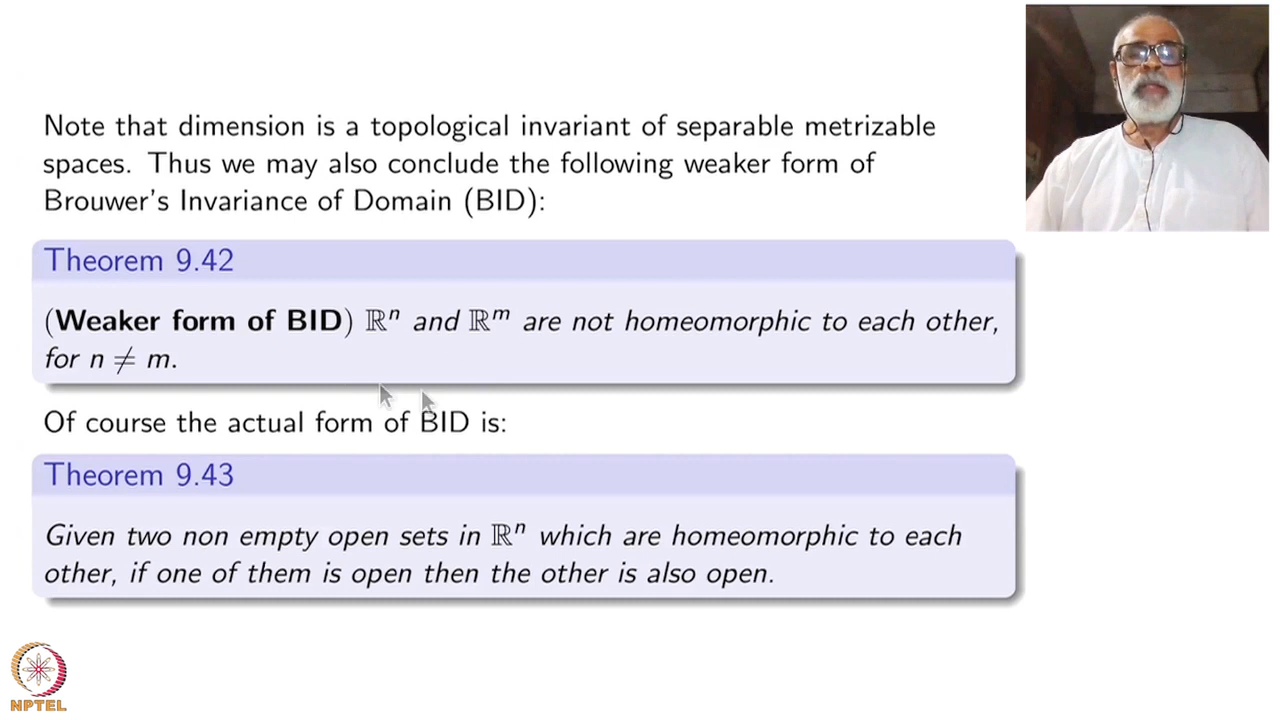 Note that dimension is a topological invariant of separable metrizable
spaces. Thus we may also conclude the following weaker form of
Brouwer's Invariance of Domain (BID):
Theorem 9.42
(Weaker form of BID) ℝⁿ and ℝᵐ are not homeomorphic to each other,
for n ≠ m.
Of course the actual form of BID is:
Theorem 9.43
Given two non empty open sets in ℝⁿ which are homeomorphic to each
other, if one of them is open then the other is also open.
NPTEL